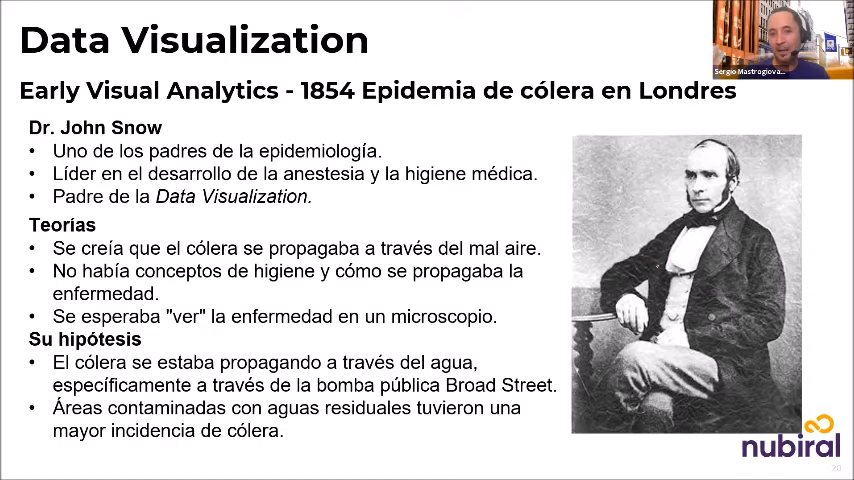 Data Visualization
Sergio Mastrogiova...
Early Visual Analytics - 1854 Epidemia de cólera en Londres
Dr. John Snow
• Uno de los padres de la epidemiología.
• Líder en el desarrollo de la anestesia y la higiene médica.
• Padre de la Data Visualization.
Teorías
• Se creía que el cólera se propagaba a través del mal aire.
• No había conceptos de higiene y cómo se propagaba la
enfermedad.
• Se esperaba "ver" la enfermedad en un microscopio.
Su hipótesis
• El cólera se estaba propagando a través del agua,
específicamente a través de la bomba pública Broad Street.
• Áreas contaminadas con aguas residuales tuvieron una
mayor incidencia de cólera.
nubiral
20